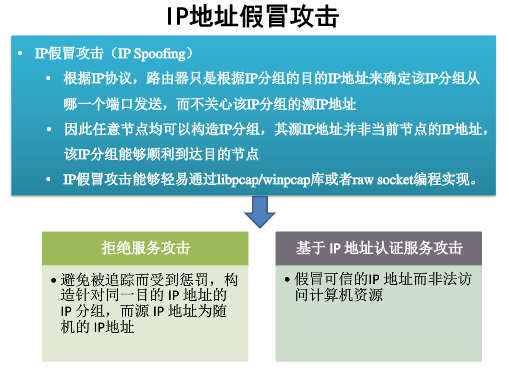 IP地址假冒攻击
• IP假冒攻击（IP Spoofing）
• 根据IP协议，路由器只是根据IP分组的目的IP地址来确定该IP分组从
哪一个端口发送，而不关心该IP分组的源IP地址
• 因此任意节点均可以构造IP分组，其源IP地址并非当前节点的IP地址，
该IP分组能够顺利到达目的节点
• IP假冒攻击能够轻易通过libpcap/winpcap库或者raw socket编程实现。
拒绝服务攻击
• 避免被追踪而受到惩罚，构
造针对同一目的 IP 地址的
IP 分组，而源 IP 地址为随
机的 IP地址
基于 IP 地址认证服务攻击
• 假冒可信的IP 地址而非法访
问计算机资源